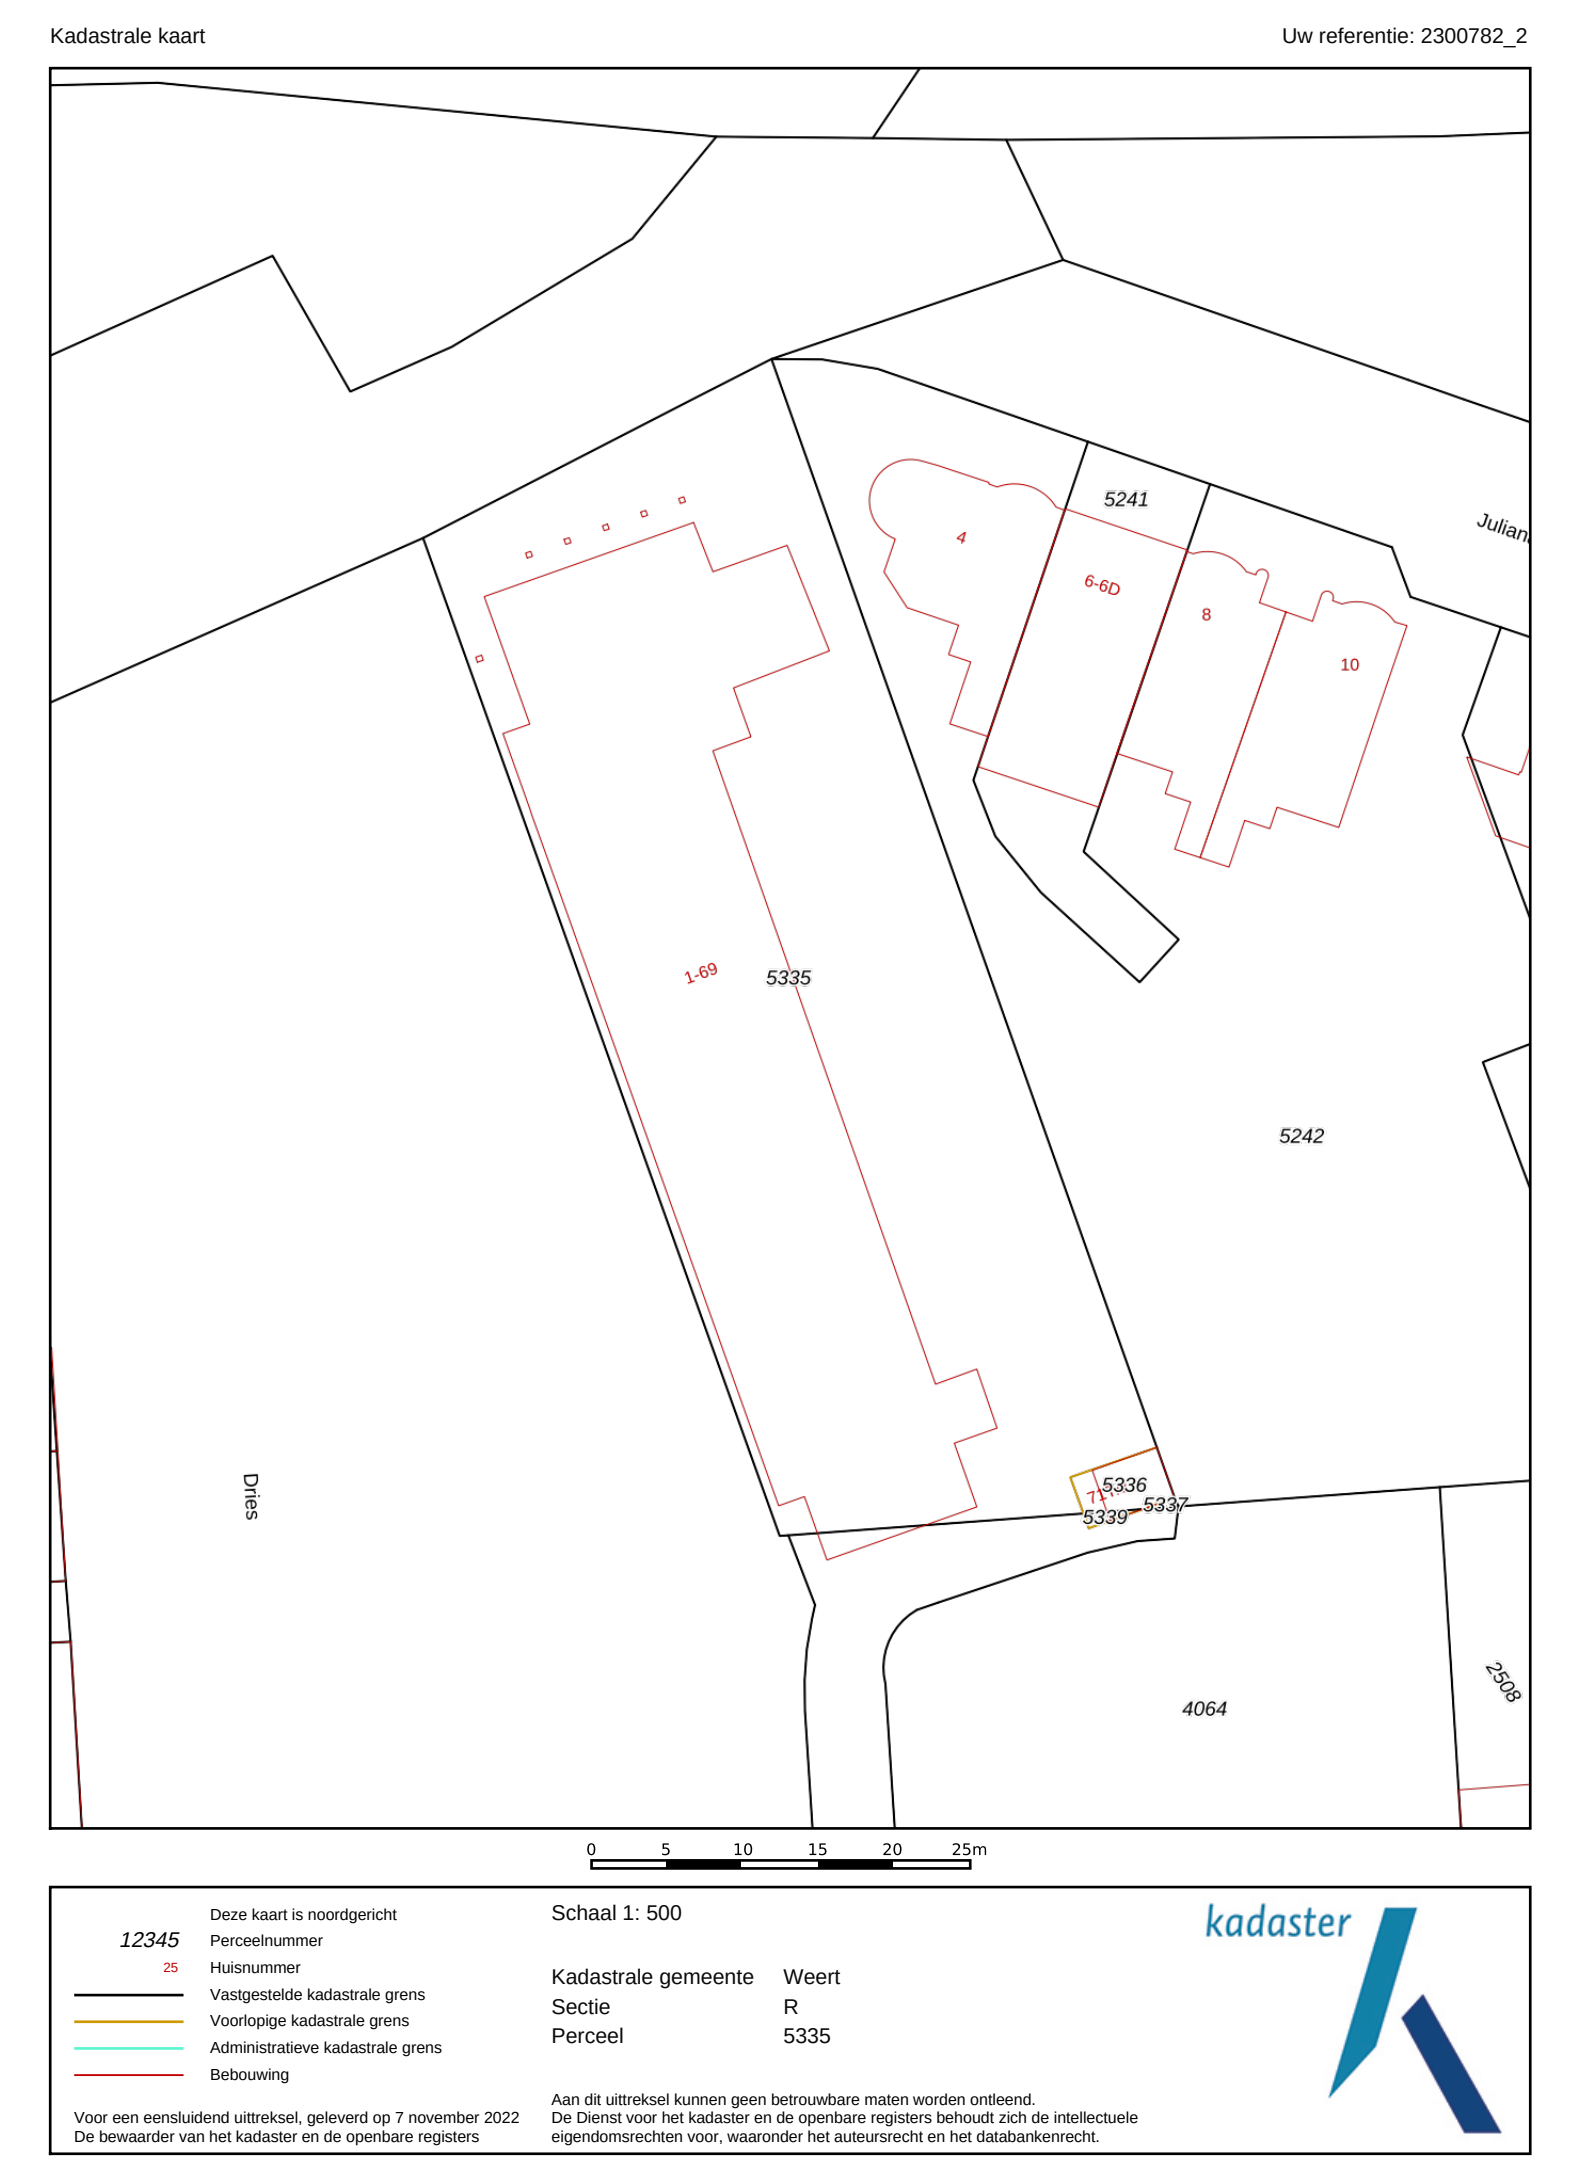 Kadastrale kaart
Uw referentie: 2300782_2
5241
4
6-6D
8
10
1-69
5335
5242
5336
5337
5339
Dries
4064
2508
0 5 10 15 20 25m
Deze kaart is noordgericht
12345 Perceelnummer
25 Huisnummer
Vastgestelde kadastrale grens
Voorlopige kadastrale grens
Administratieve kadastrale grens
Bebouwing
Voor een eensluidend uittreksel, geleverd op 7 november 2022
De bewaarder van het kadaster en de openbare registers
Schaal 1: 500
Kadastrale gemeente Weert
Sectie R
Perceel 5335
Aan dit uittreksel kunnen geen betrouwbare maten worden ontleend.
De Dienst voor het kadaster en de openbare registers behoudt zich de intellectuele
eigendomsrechten voor, waaronder het auteursrecht en het databankenrecht.
kadaster